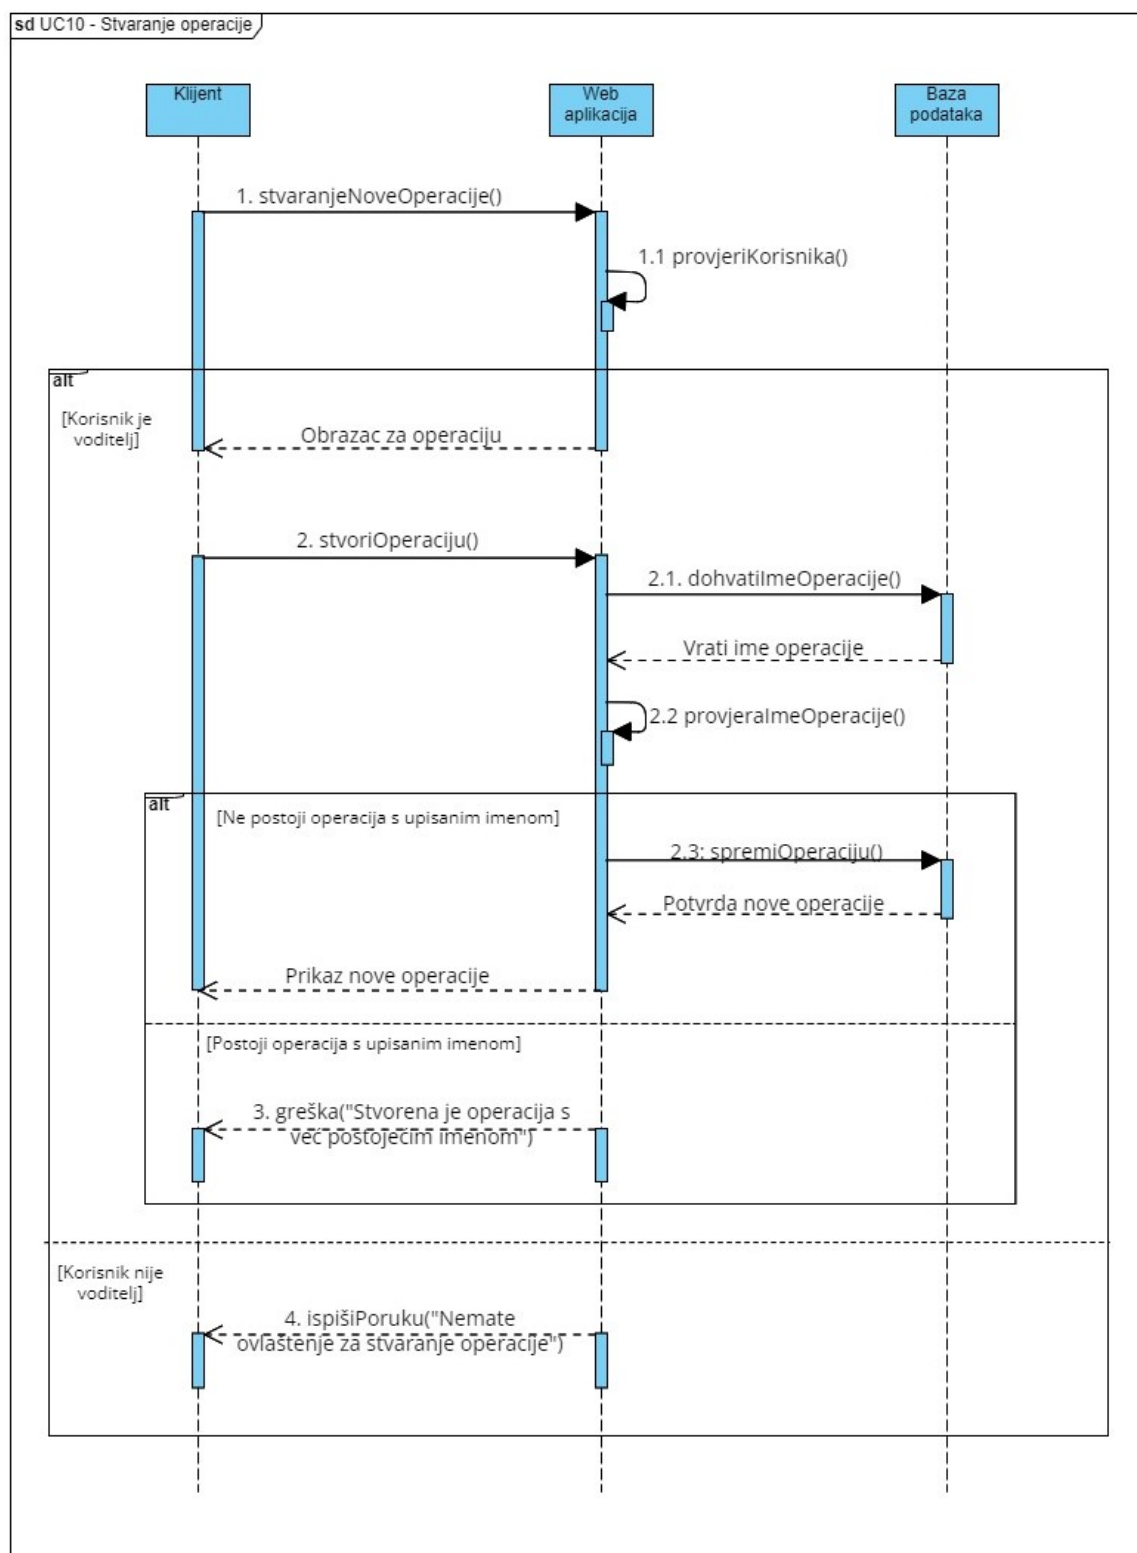 sd UC10 - Stvaranje operacije
Klijent
Web
aplikacija
Baza
podataka
1. stvaranjeNoveOperacije()
1.1 provjeriKorisnika()
alt
[Korisnik je
voditelj]
Obrazac za operaciju
2. stvoriOperaciju()
2.1. dohvatiImeOperacije()
Vrati ime operacije
2.2 provjeraImeOperacije()
alt
[Ne postoji operacija s upisanim imenom]
2.3: spremiOperaciju()
Potvrda nove operacije
Prikaz nove operacije
[Postoji operacija s upisanim imenom]
3. greška("Stvorena je operacija s
već postojećim imenom")
[Korisnik nije
voditelj]
4. ispišiPoruku("Nemate
ovlaštenje za stvaranje operacije")